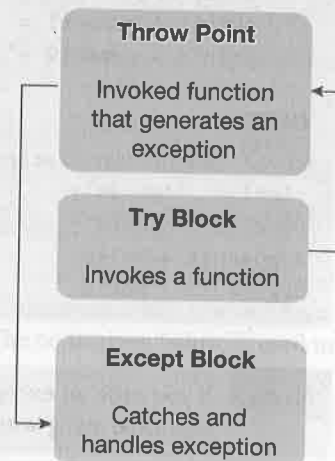 Throw Point
Invoked function
that generates an
exception
Try Block
Invokes a function
Except Block
Catches and
handles exception